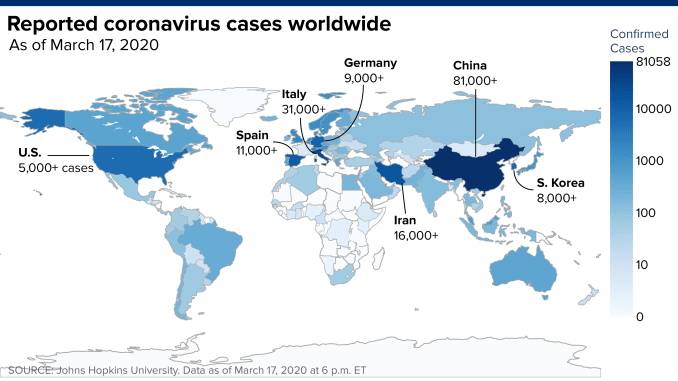 Reported coronavirus cases worldwide
As of March 17, 2020
Confirmed
Cases
81058
10000
1000
100
10
0
Germany
9,000+
China
81,000+
Italy
31,000+
Spain
11,000+
U.S.
5,000+ cases
S. Korea
8,000+
Iran
16,000+
SOURCE: Johns Hopkins University. Data as of March 17, 2020 at 6 p.m. ET